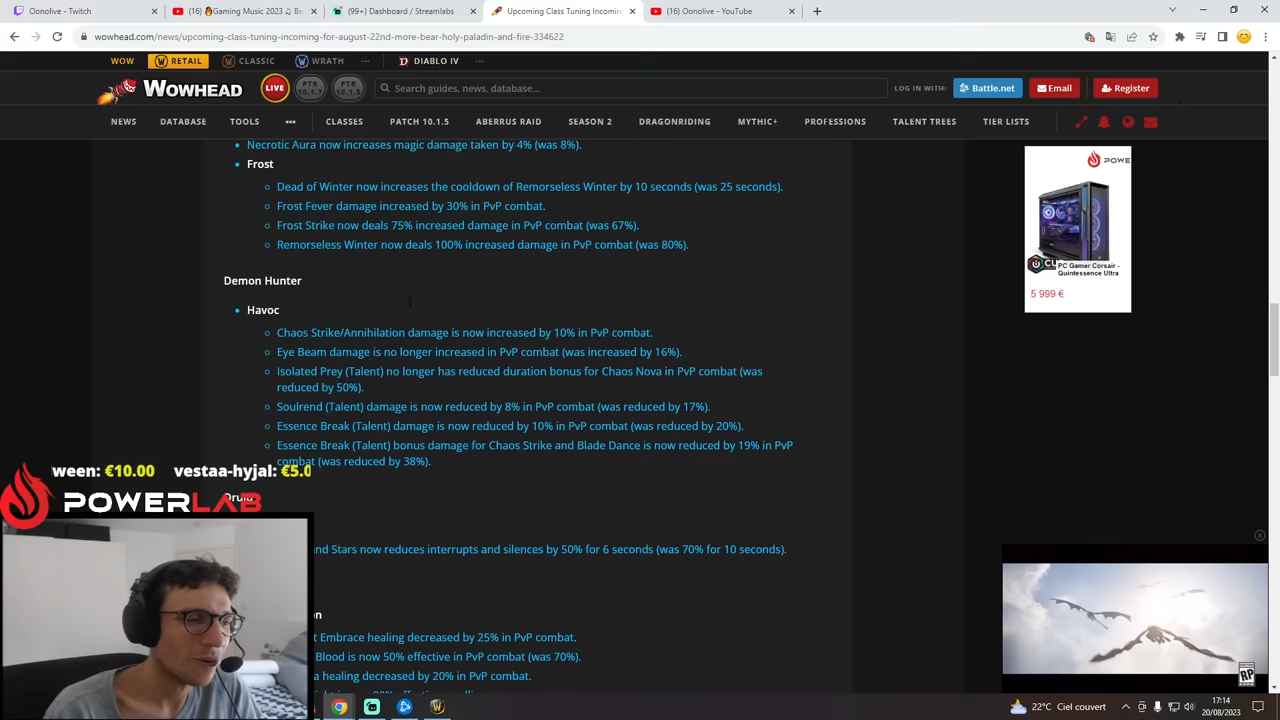 Oonolive - Twitch
(99+) Dashboard / Streamlabs
Upcoming Class Tuning Incomin
(16) Oonolive - YouTube
wowhead.com/news/upcoming-class-tuning-incoming-for-august-22nd-more-bear-holy-paladin-and-fire-334622
WOW
RETAIL
CLASSIC
WRATH
DIABLO IV
WOWHEAD
LIVE
PTR
PTR
Search guides, news, database...
LOG IN WITH:
Battle.net
Email
Register
NEWS
DATABASE
TOOLS
CLASSES
PATCH 10.1.5
ABERRUS RAID
SEASON 2
DRAGONRIDING
MYTHIC+
PROFESSIONS
TALENT TREES
TIER LISTS
Necrotic Aura now increases magic damage taken by 4% (was 8%).
Frost
Dead of Winter now increases the cooldown of Remorseless Winter by 10 seconds (was 25 seconds).
Frost Fever damage increased by 30% in PvP combat.
Frost Strike now deals 75% increased damage in PvP combat (was 67%).
Remorseless Winter now deals 100% increased damage in PvP combat (was 80%).
Demon Hunter
Havoc
Chaos Strike/Annihilation damage is now increased by 10% in PvP combat.
Eye Beam damage is no longer increased in PvP combat (was increased by 16%).
Isolated Prey (Talent) no longer has reduced duration bonus for Chaos Nova in PvP combat (was
reduced by 50%).
Soulrend (Talent) damage is now reduced by 8% in PvP combat (was reduced by 17%).
Essence Break (Talent) damage is now reduced by 10% in PvP combat (was reduced by 20%).
Essence Break (Talent) bonus damage for Chaos Strike and Blade Dance is now reduced by 19% in PvP
combat (was reduced by 38%).
ween: €10.00 vestaa-hyjal: €5.0
Druid
POWERLAB
nd Stars now reduces interrupts and silences by 50% for 6 seconds (was 70% for 10 seconds).
on
t Embrace healing decreased by 25% in PvP combat.
Blood is now 50% effective in PvP combat (was 70%).
a healing decreased by 20% in PvP combat.
POWE
PC Gamer Corsair -
Quintessence Ultra
5 999 €
RP
22°C Ciel couvert
17:14
20/08/2023